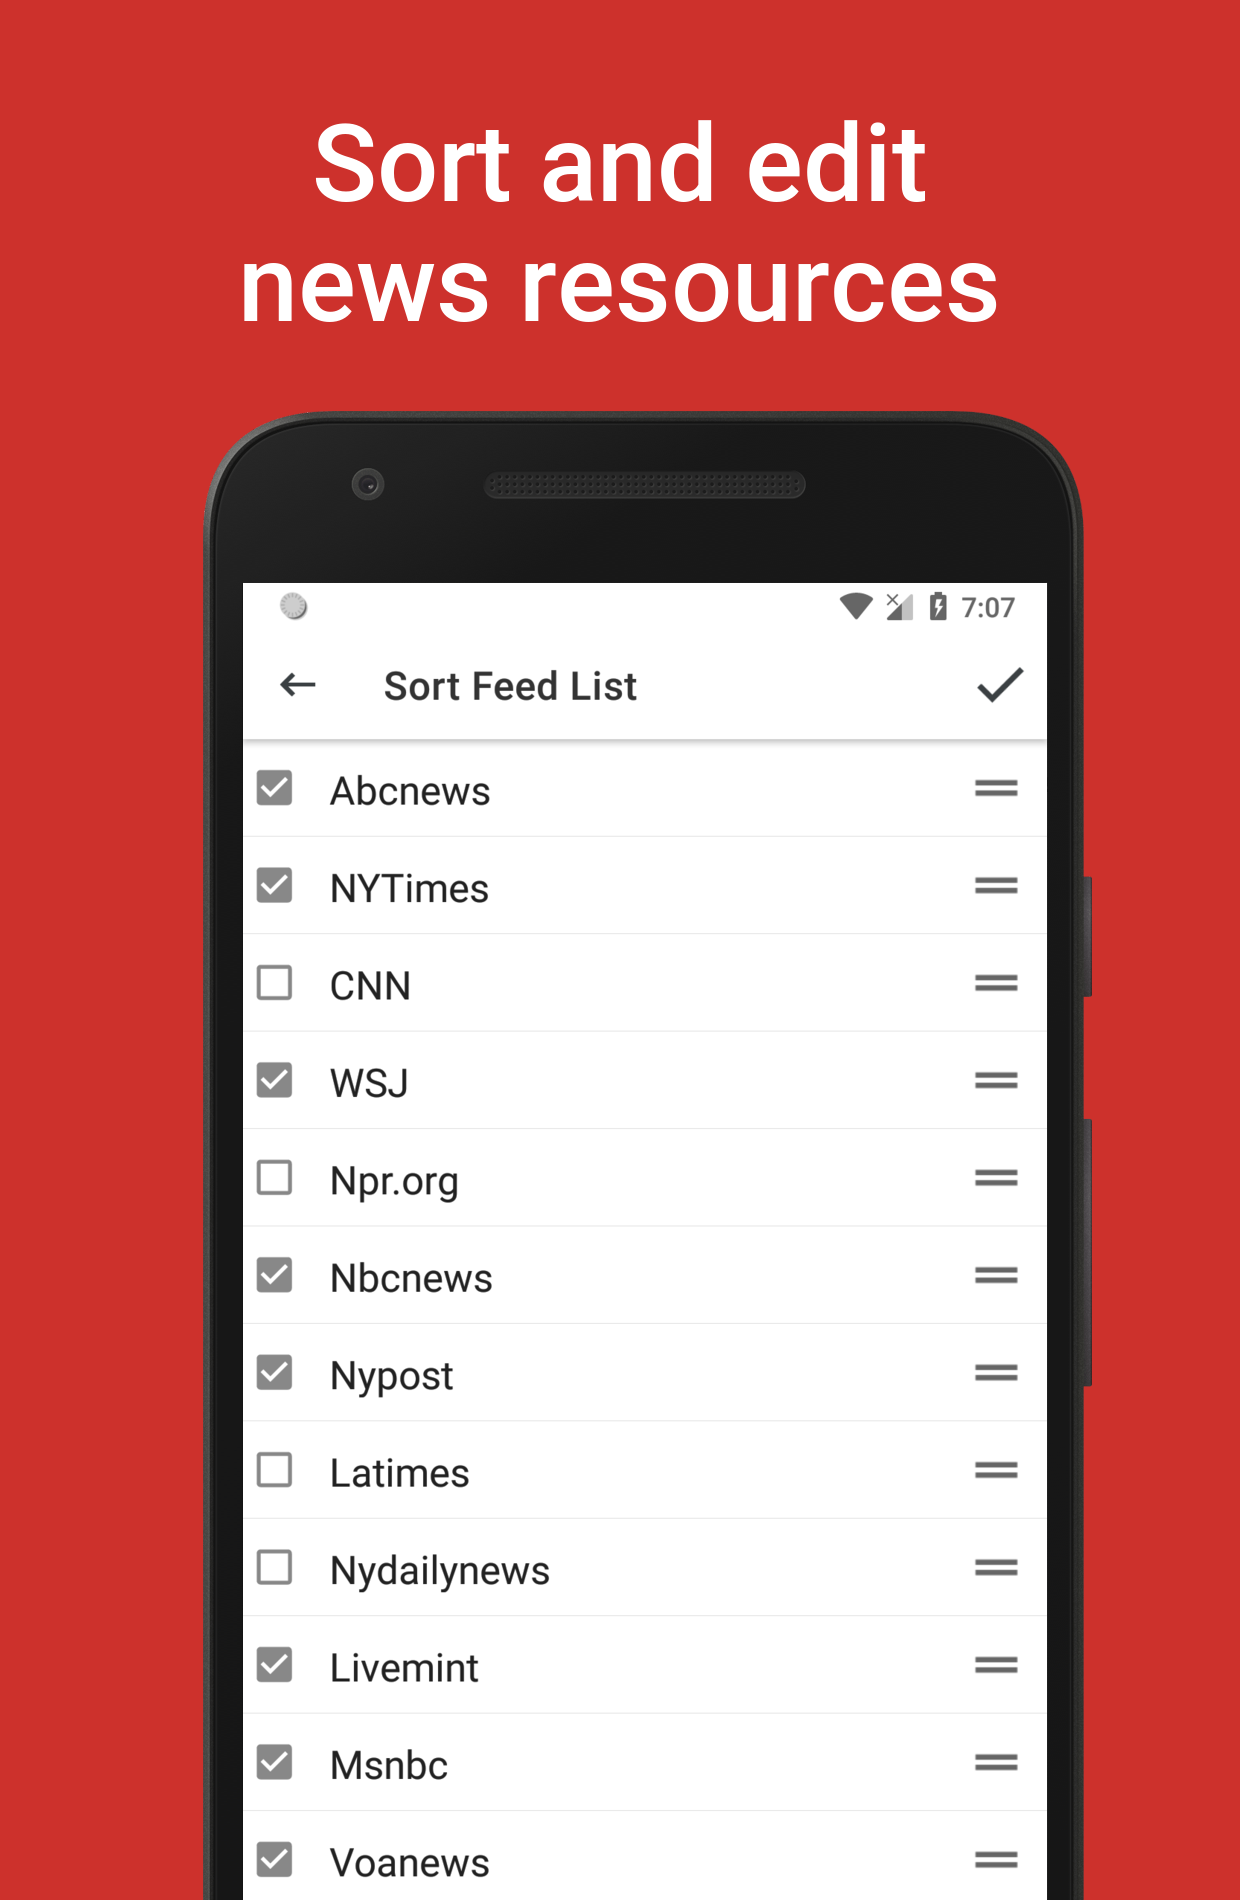 Sort and edit
news resources
7:07
Sort Feed List
Abcnews
NYTimes
CNN
WSJ
Npr.org
Nbcnews
Nypost
Latimes
Nydailynews
Livemint
Msnbc
Voanews